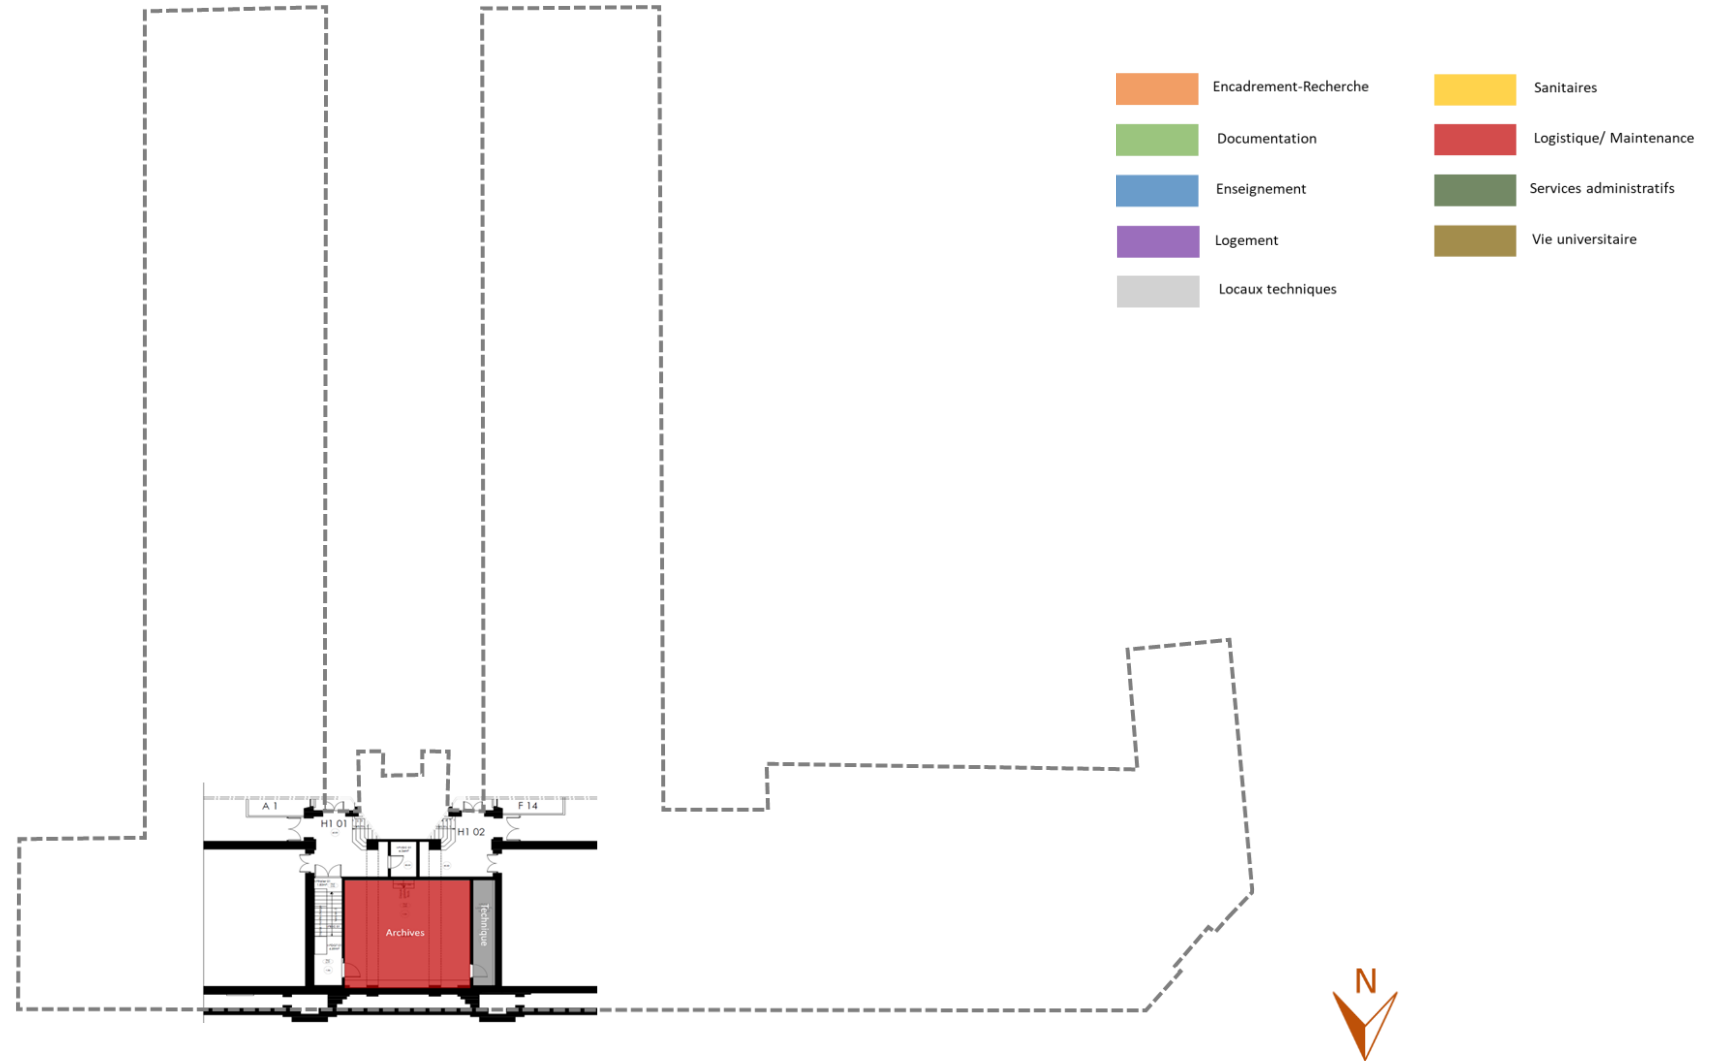 Encadrement-Recherche
Sanitaires
Documentation
Logistique/ Maintenance
Enseignement
Services administratifs
Logement
Vie universitaire
Locaux techniques
A 1
F 14
H1 01
H1 02
Archives
Technique
N